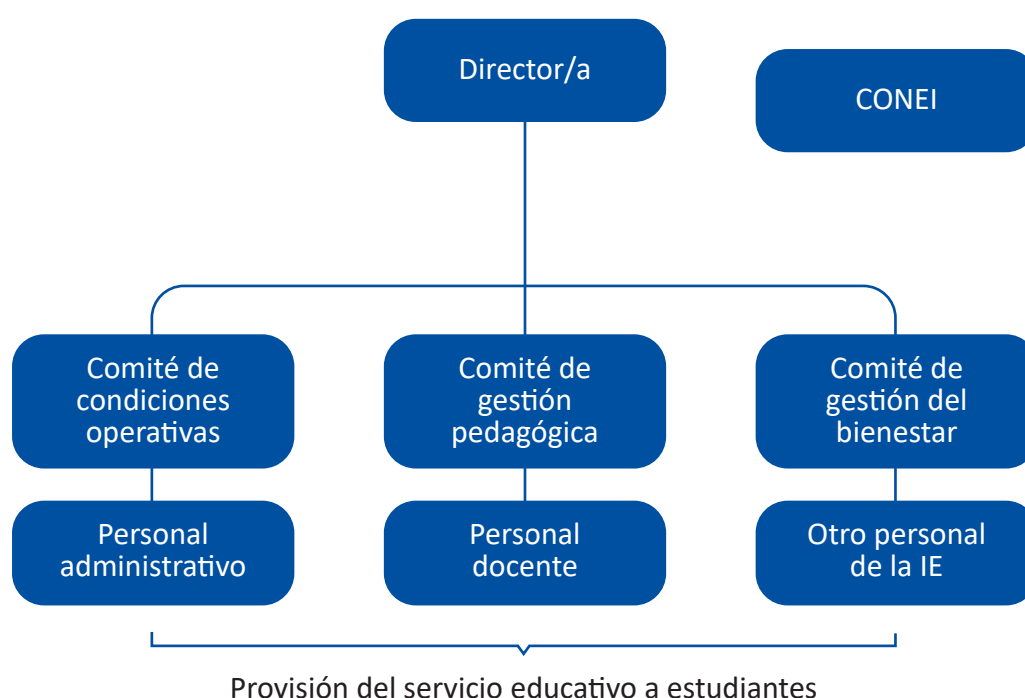 Director/a
CONEI
Comité de
condiciones
operativas
Comité de
gestión
pedagógica
Comité de
gestión del
bienestar
Personal
administrativo
Personal
docente
Otro personal
de la IE
Provisión del servicio educativo a estudiantes